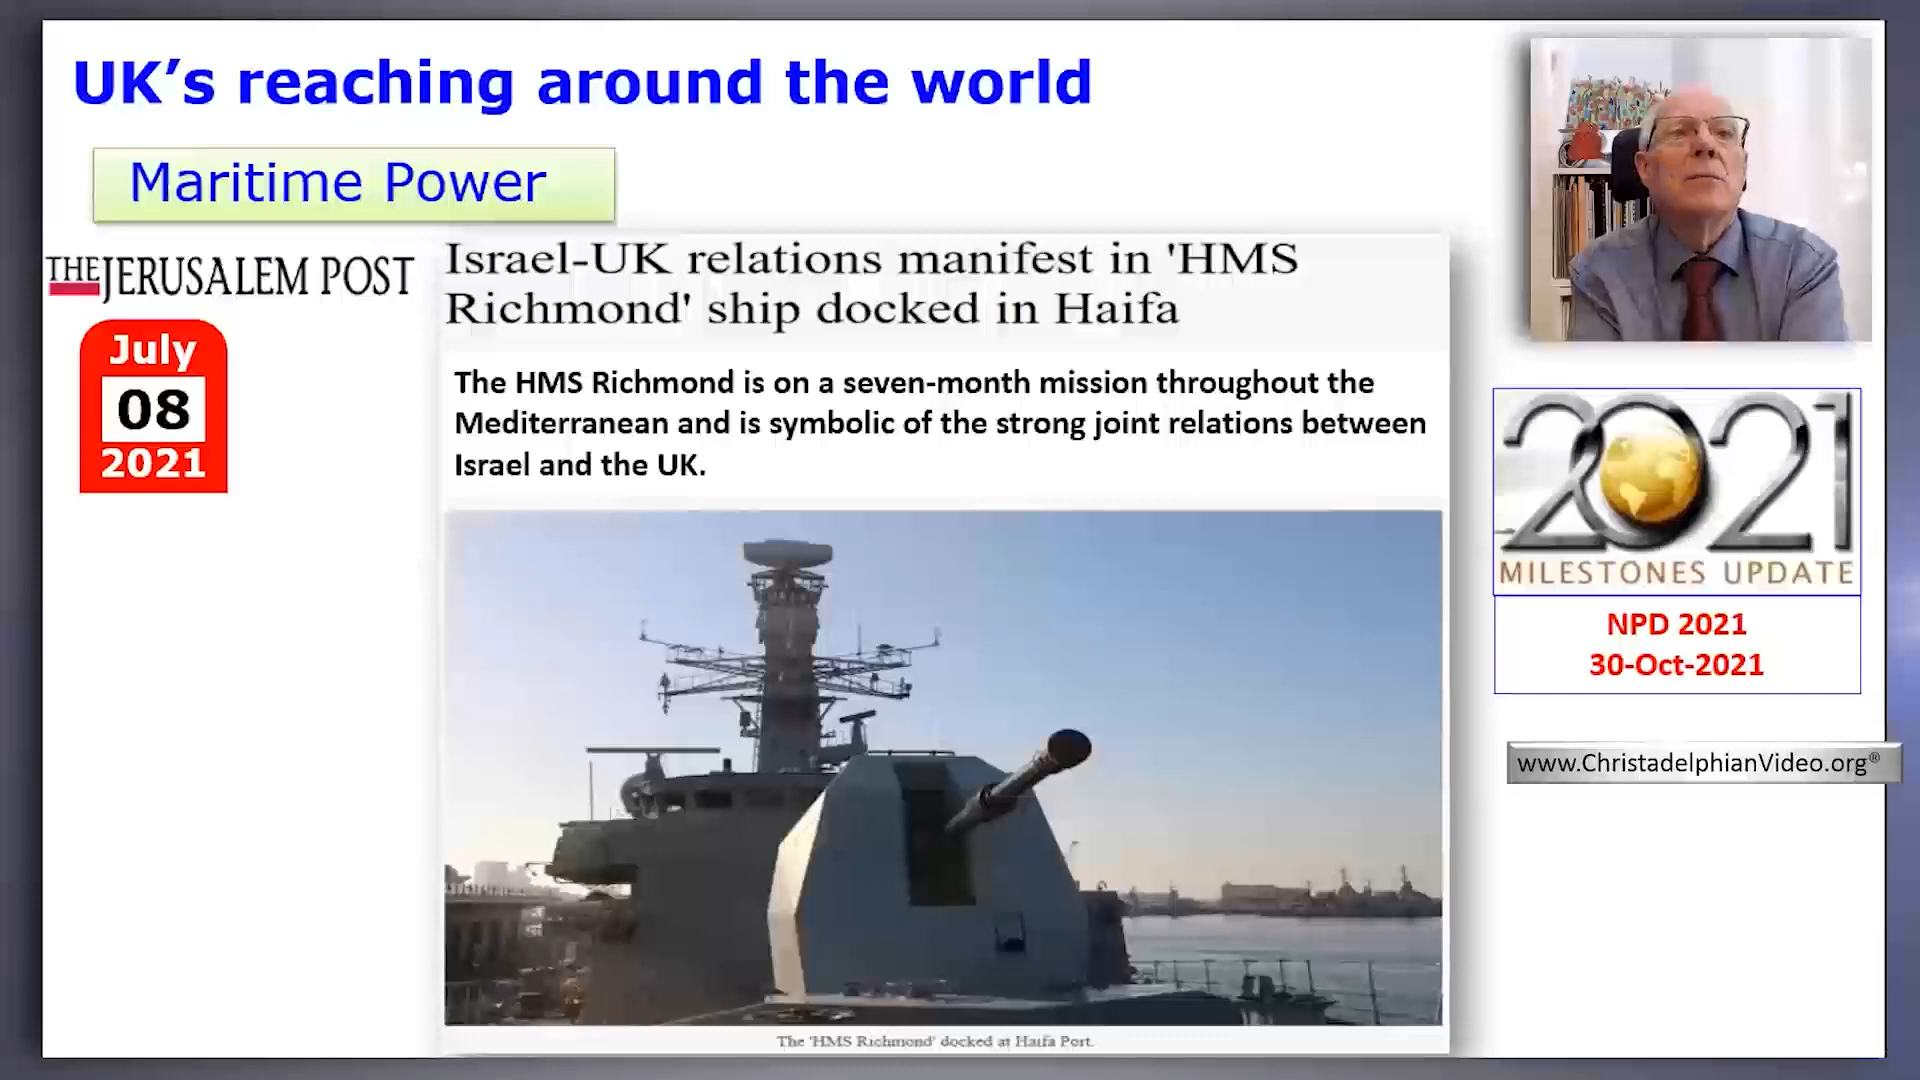 UK’s reaching around the world
Maritime Power
THE JERUSALEM POST
July
08
2021
Israel-UK relations manifest in 'HMS
Richmond' ship docked in Haifa
The HMS Richmond is on a seven-month mission throughout the
Mediterranean and is symbolic of the strong joint relations between
Israel and the UK.
The 'HMS Richmond' docked at Haifa Port.
2021
MILESTONES UPDATE
NPD 2021
30-Oct-2021
www.ChristadelphianVideo.org®